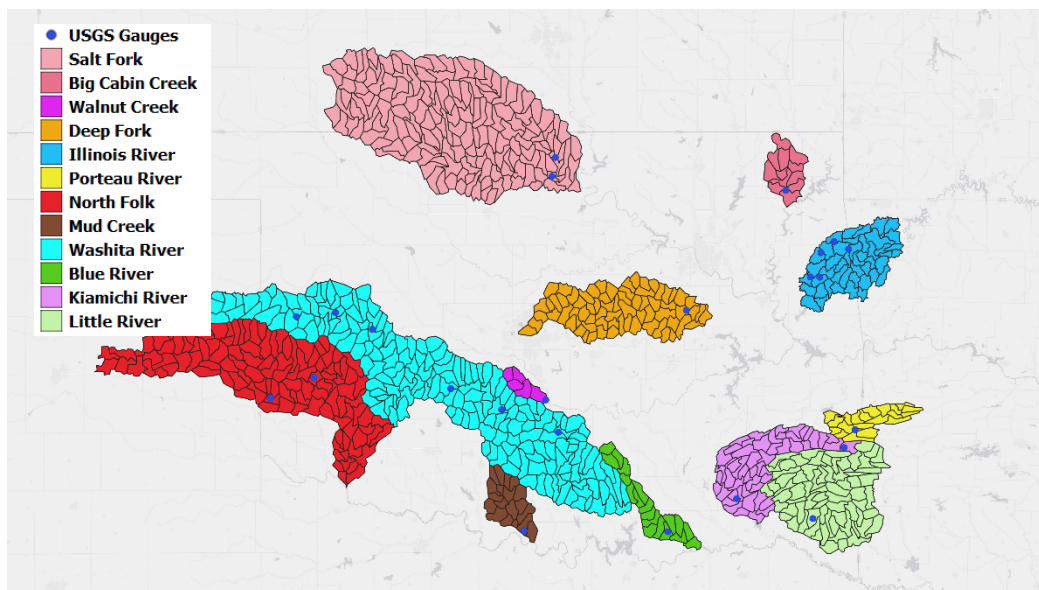 USGS Gauges
Salt Fork
Big Cabin Creek
Walnut Creek
Deep Fork
Illinois River
Porteau River
North Folk
Mud Creek
Washita River
Blue River
Kiamichi River
Little River